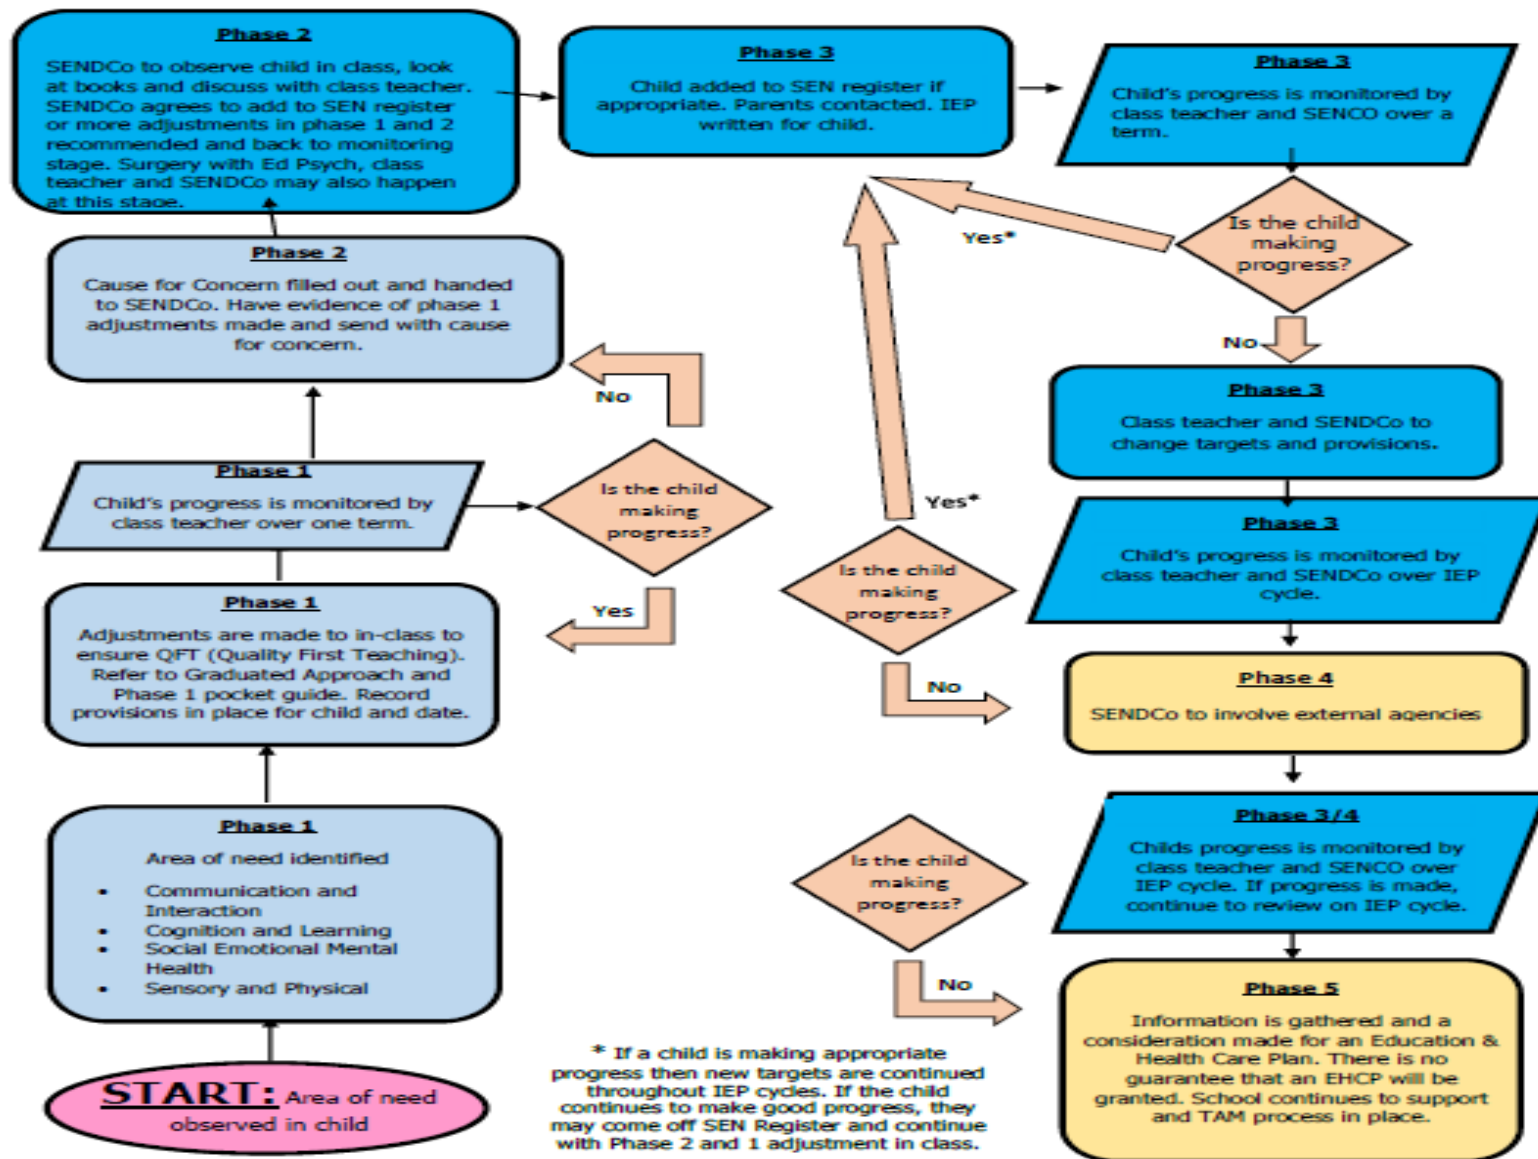 Phase 2
SENDCo to observe child in class, look
at books and discuss with class teacher.
SENDCo agrees to add to SEN register
or more adjustments in phase 1 and 2
recommended and back to monitoring
stage. Surgery with Ed Psych, class
teacher and SENDCo may also happen
at this stage.
Phase 3
Child added to SEN register if
appropriate. Parents contacted. IEP
written for child.
Phase 3
Child's progress is monitored by
class teacher and SENCO over a
term.
Is the child
making
progress?
Yes*
No
Phase 2
Cause for Concern filled out and handed
to SENDCo. Have evidence of phase 1
adjustments made and send with cause
for concern.
No
Phase 3
Class teacher and SENDCo to
change targets and provisions.
Phase 1
Child's progress is monitored by
class teacher over one term.
Is the child
making
progress?
Yes
Yes*
Phase 3
Child's progress is monitored by
class teacher and SENDCo over IEP
cycle.
Is the child
making
progress?
No
Phase 1
Adjustments are made to in-class to
ensure QFT (Quality First Teaching).
Refer to Graduated Approach and
Phase 1 pocket guide. Record
provisions in place for child and date.
Phase 4
SENDCo to involve external agencies
Phase 1
Area of need identified
• Communication and
Interaction
• Cognition and Learning
• Social Emotional Mental
Health
• Sensory and Physical
Phase 3/4
Childs progress is monitored by
class teacher and SENCO over
IEP cycle. If progress is made,
continue to review on IEP cycle.
Is the child
making
progress?
No
Phase 5
Information is gathered and a
consideration made for an Education &
Health Care Plan. There is no
guarantee that an EHCP will be
granted. School continues to support
and TAM process in place.
START: Area of need
observed in child
* If a child is making appropriate
progress then new targets are continued
throughout IEP cycles. If the child
continues to make good progress, they
may come off SEN Register and continue
with Phase 2 and 1 adjustment in class.